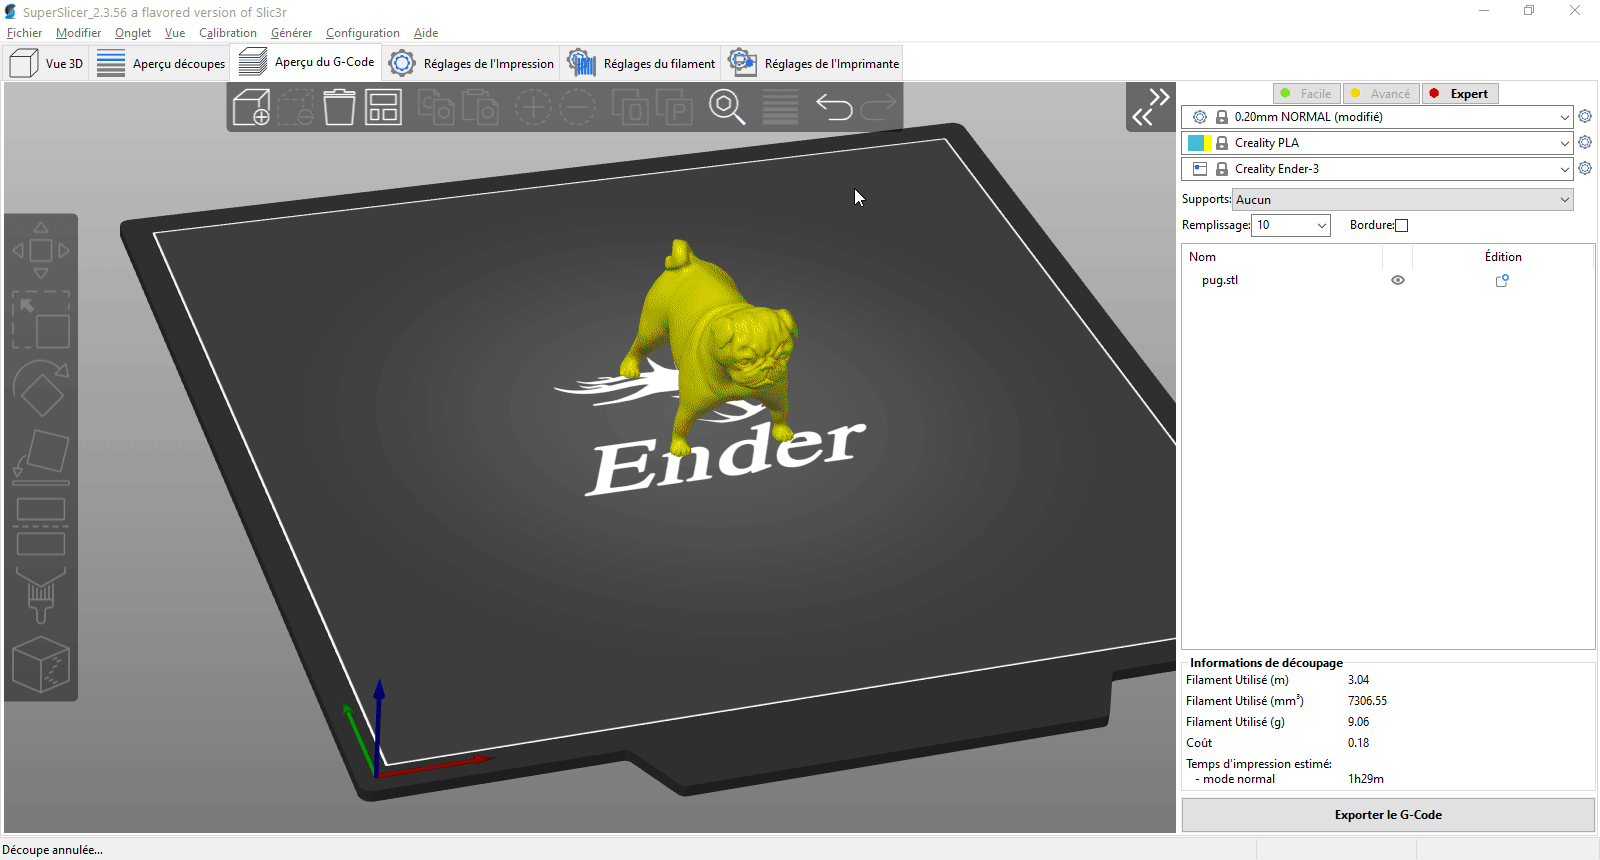 SuperSlicer_2.3.56 a flavored version of Slic3r
Fichier Modifier Onglet Vue Calibration Générer Configuration Aide
Vue 3D Aperçu découpes Aperçu du G-Code Réglages de l'Impression Réglages du filament Réglages de l'Imprimante
Facile Avancé Expert
0.20mm NORMAL (modifié)
Creality PLA
Creality Ender-3
Supports: Aucun
Remplissage: 10 Bordure:
Nom Édition
pug.stl
Ender
Informations de découpage
Filament Utilisé (m) 3.04
Filament Utilisé (mm³) 7306.55
Filament Utilisé (g) 9.06
Coût 0.18
Temps d'impression estimé:
- mode normal 1h29m
Exporter le G-Code
Découpe annulée...